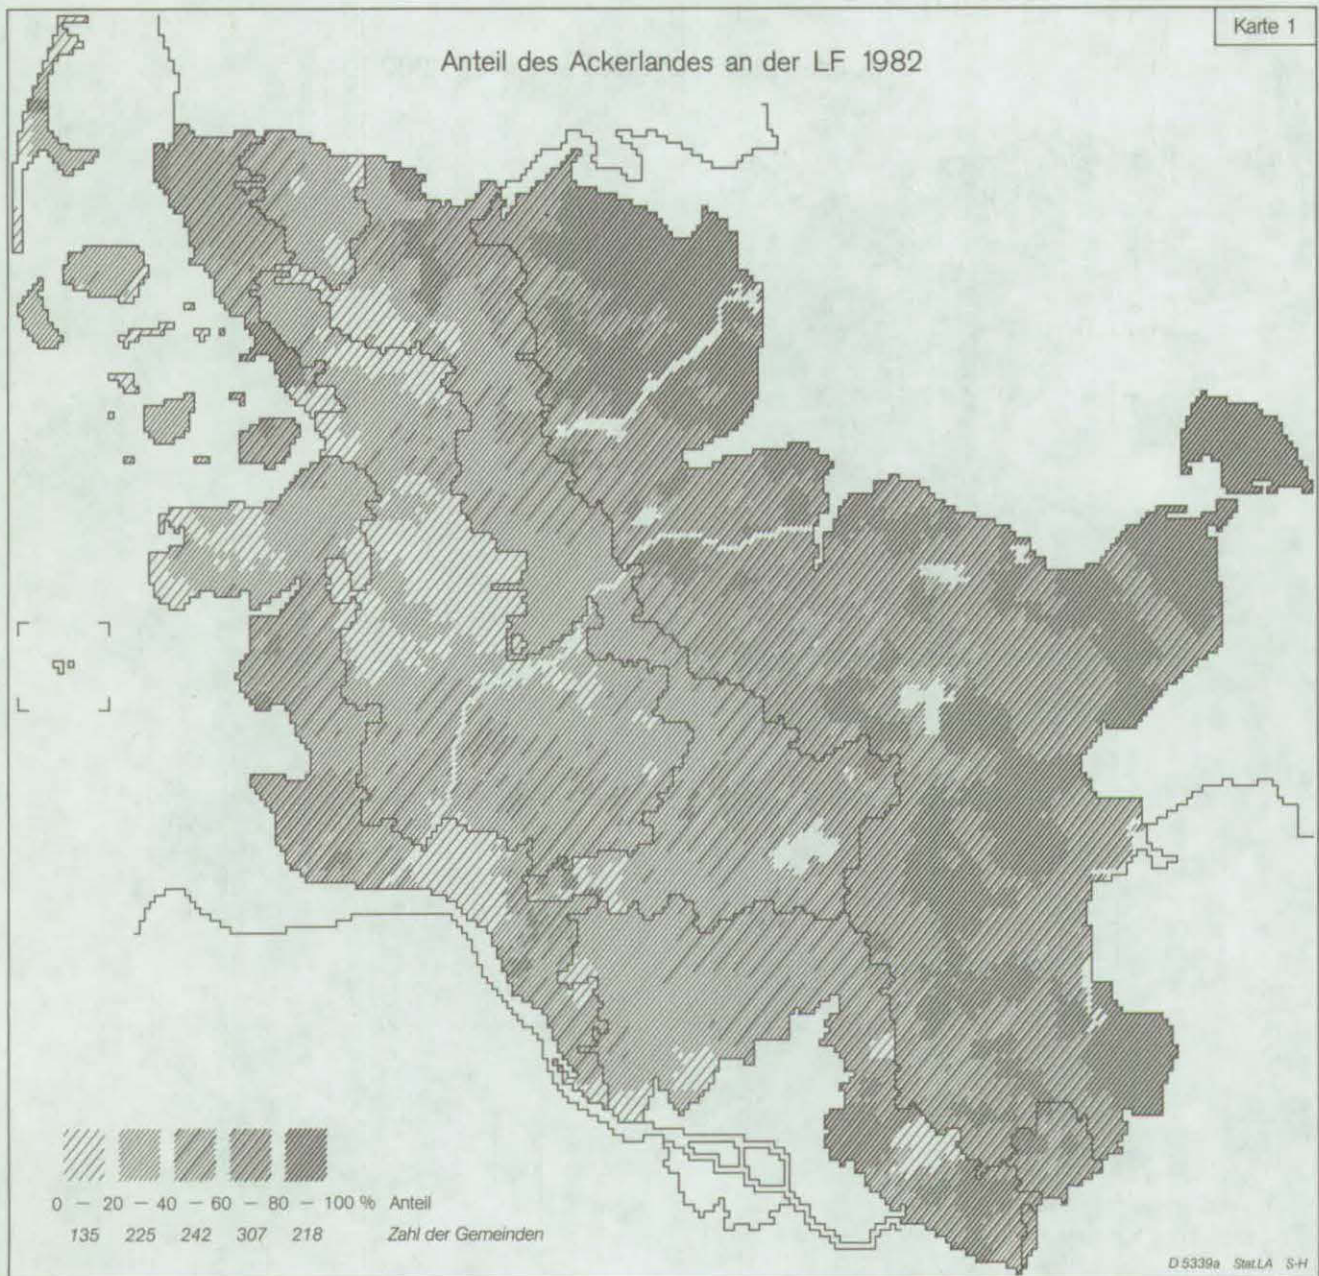 Karte 1
Anteil des Ackerlandes an der LF 1982
0 – 20 – 40 – 60 – 80 – 100 % Anteil
135 225 242 307 218 Zahl der Gemeinden
D 5339a Stat.LA S-H